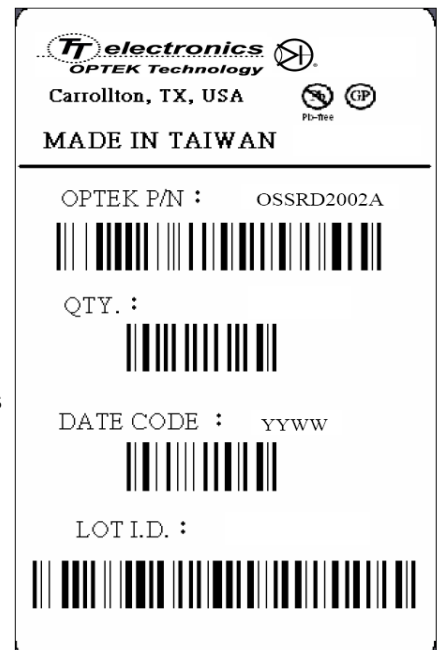 TT electronics
OPTEK Technology
Carrollton, TX, USA
Pb GP
Pb-free
MADE IN TAIWAN
OPTEK P/N : OSSRD2002A
QTY. :
DATE CODE : YYWW
LOT I.D. :